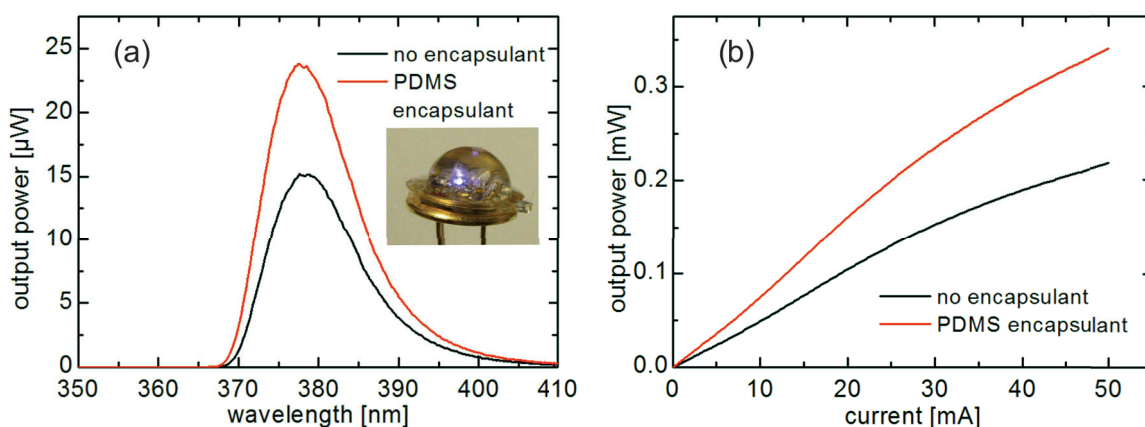 (a)
no encapsulant
PDMS
encapsulant
25
20
15
10
5
0
output power [µW]
350 360 370 380 390 400 410
wavelength [nm]
(b)
0.3
0.2
0.1
0.0
output power [mW]
no encapsulant
PDMS encapsulant
0 10 20 30 40 50
current [mA]